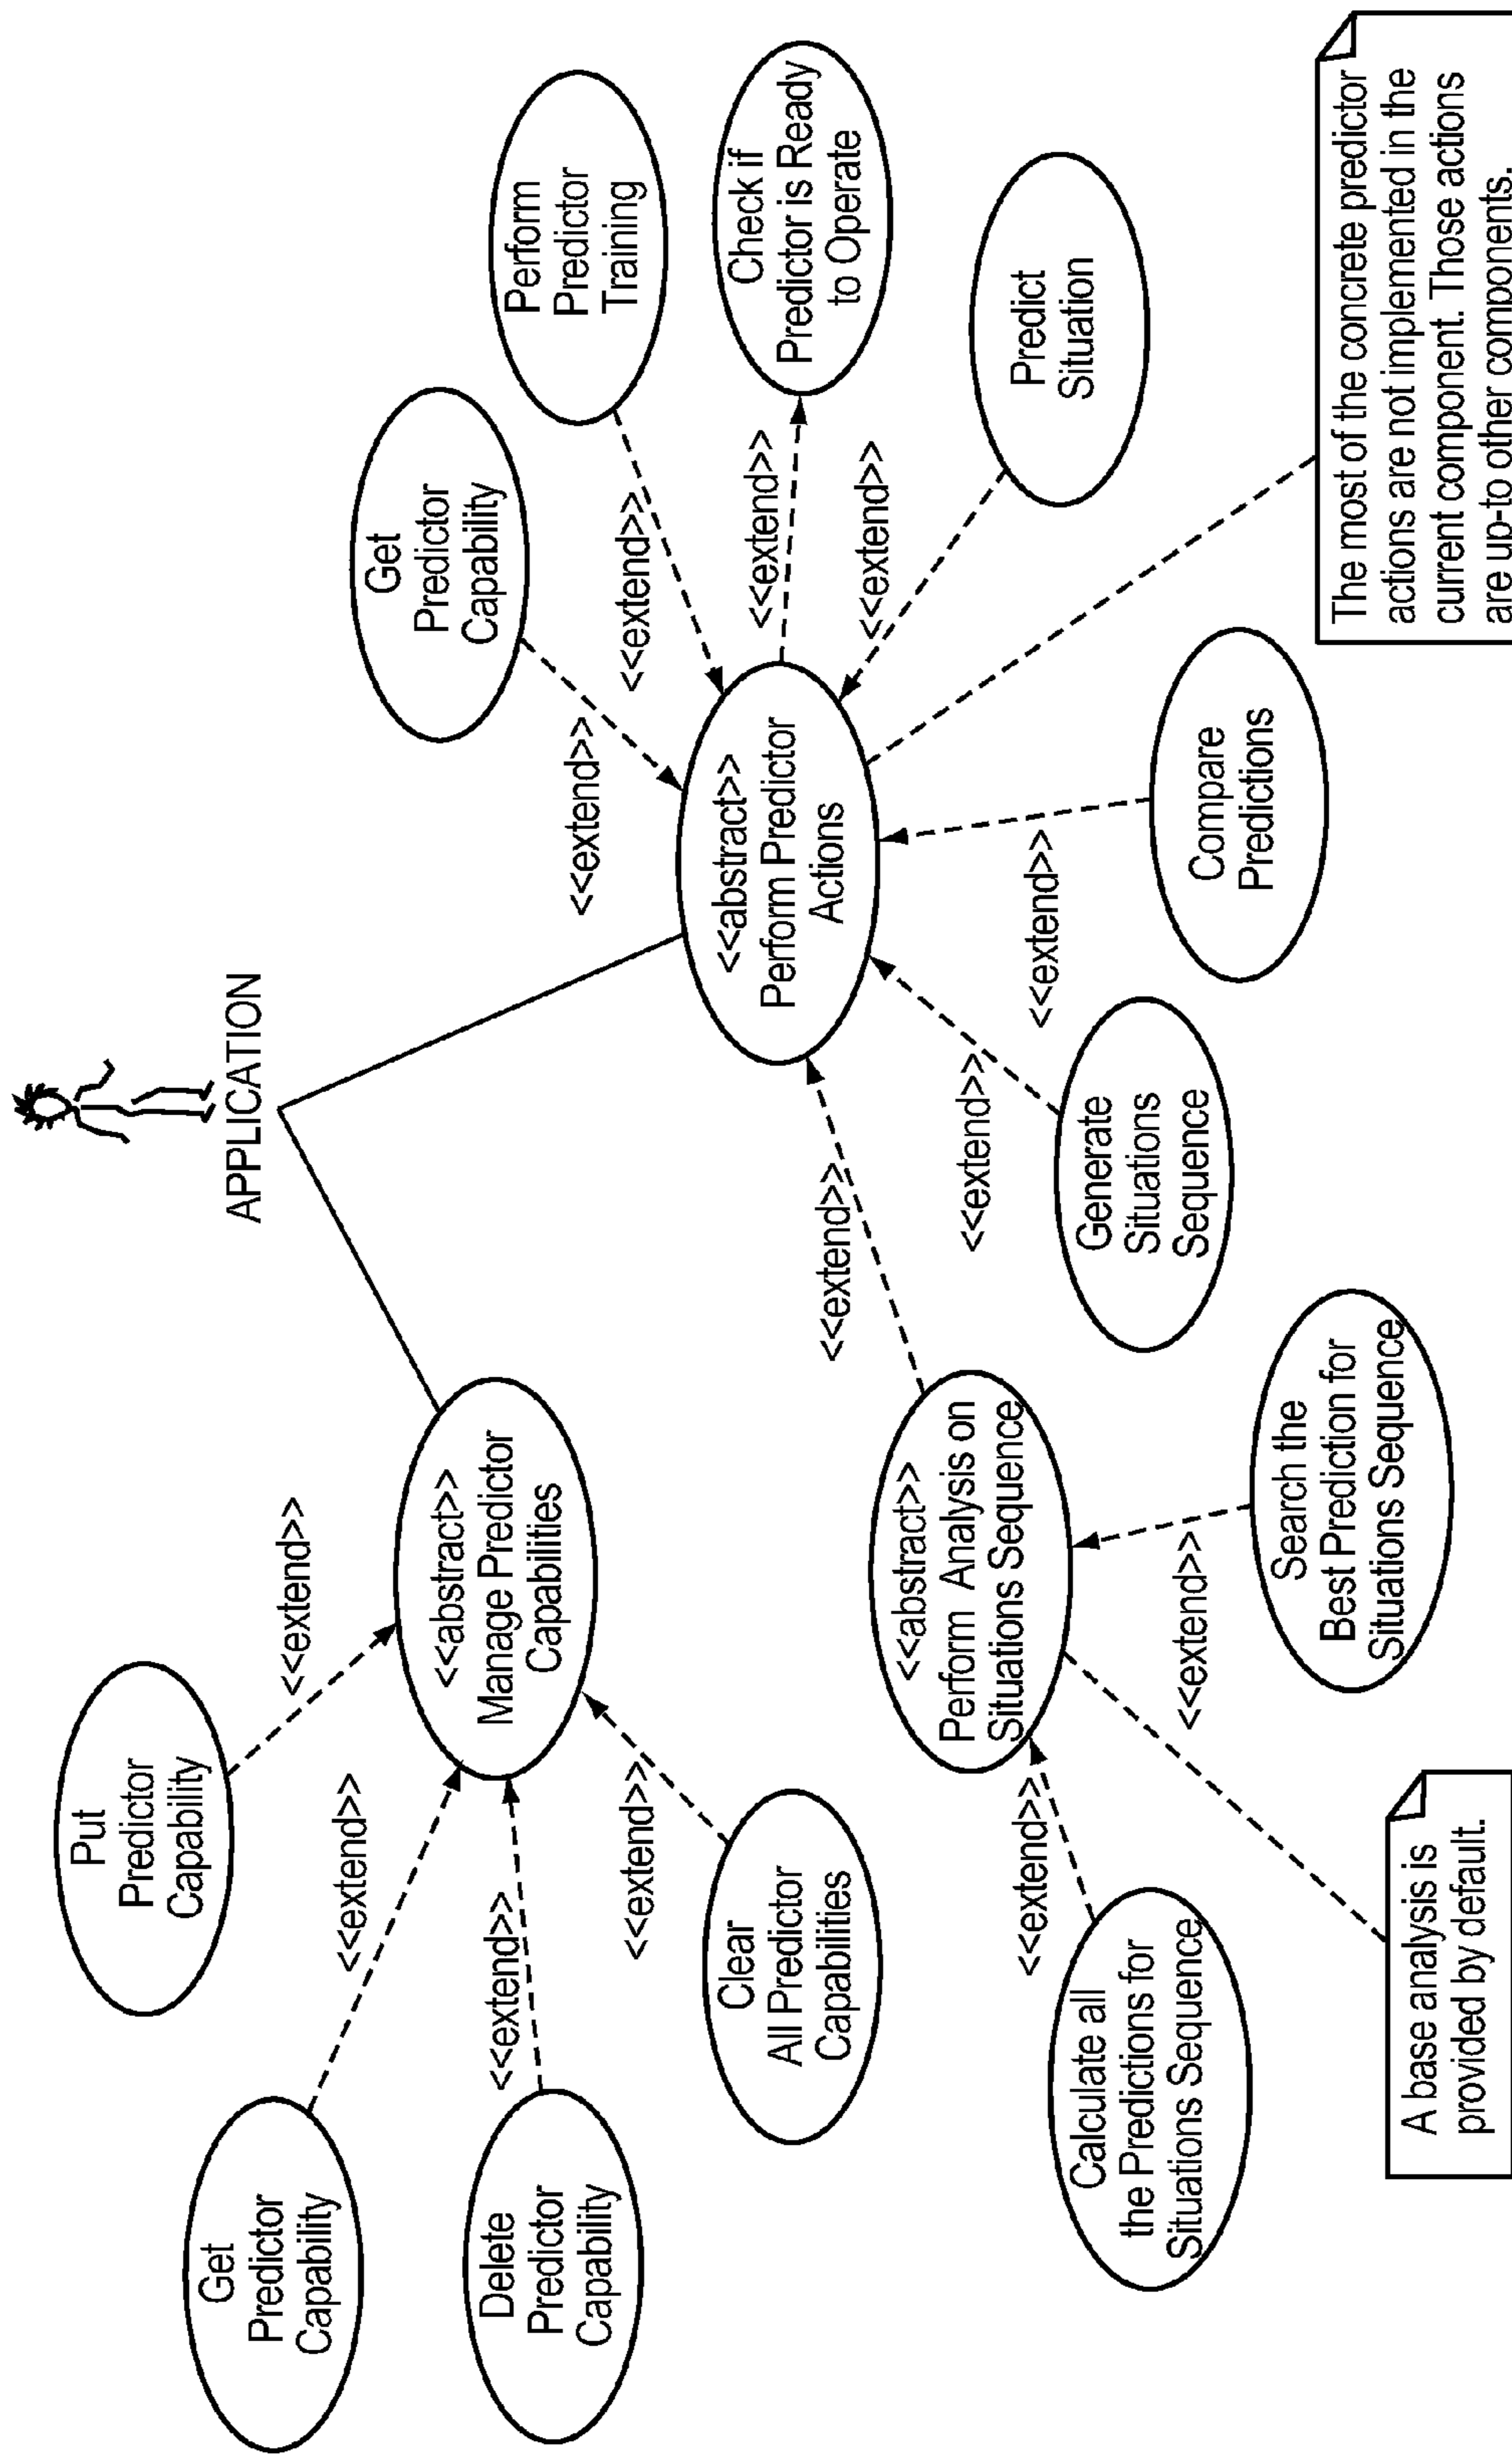 APPLICATION
Put
Predictor
Capability
<<extend>>
Get
Predictor
Capability
<<extend>>
<<abstract>>
Manage Predictor
Capabilities
Delete
Predictor
Capability
<<extend>>
<<extend>>
Clear
All Predictor
Capabilities
Get
Predictor
Capability
<<extend>>
Perform
Predictor
Training
<<extend>>
Check if
Predictor is Ready
to Operate
<<extend>>
<<abstract>>
Perform Predictor
Actions
<<extend>>
Predict
Situation
<<extend>>
<<abstract>>
Perform Analysis on
Situations Sequence
<<extend>>
Generate
Situations
Sequence
<<extend>>
Compare
Predictions
<<extend>>
Calculate all
the Predictions for
Situations Sequence
<<extend>>
Search the
Best Prediction for
Situations Sequence
A base analysis is
provided by default.
The most of the concrete predictor
actions are not implemented in the
current component. Those actions
are up-to other components.